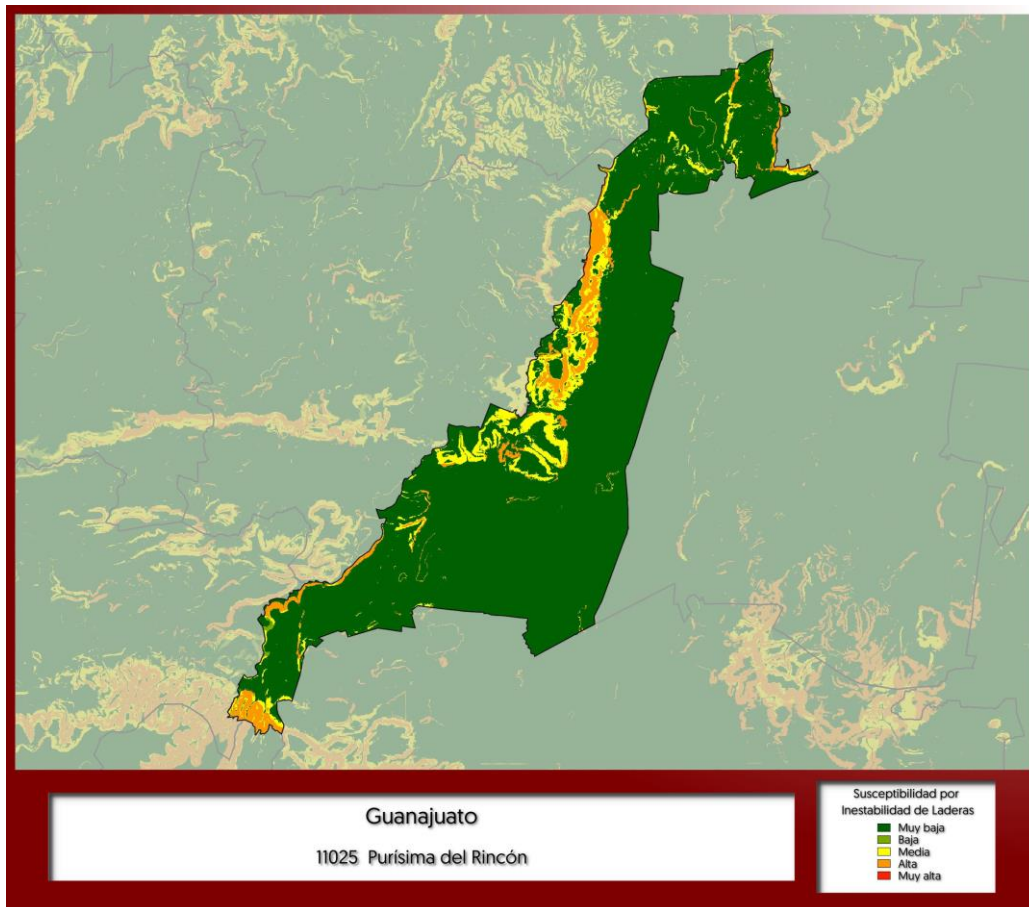 Guanajuato
11025 Purísima del Rincón
Susceptibilidad por
Inestabilidad de Laderas
Muy baja
Baja
Media
Alta
Muy alta